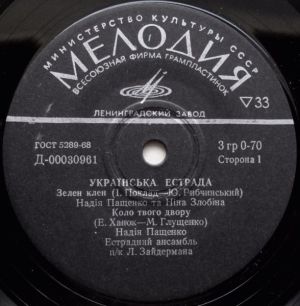 МИНИСТЕРСТВО КУЛЬТУРЫ СССР
МЕЛОДИЯ
ВСЕСОЮЗНАЯ ФИРМА ГРАМПЛАСТИНОК
ЛЕНИНГРАДСКИЙ ЗАВОД
▽33
ГОСТ 5289-68
3 гр 0-70
Д-00030961
Сторона 1
УКРАЇНСЬКА ЕСТРАДА
Зелен клен (І. Поклад—Ю. Рибчинський)
Надія Пащенко та Ніна Злобіна
Коло твого двору
(Е. Ханок—М. Глущенко)
Надія Пащенко
Естрадний ансамбль
п/к Л. Зайдермана